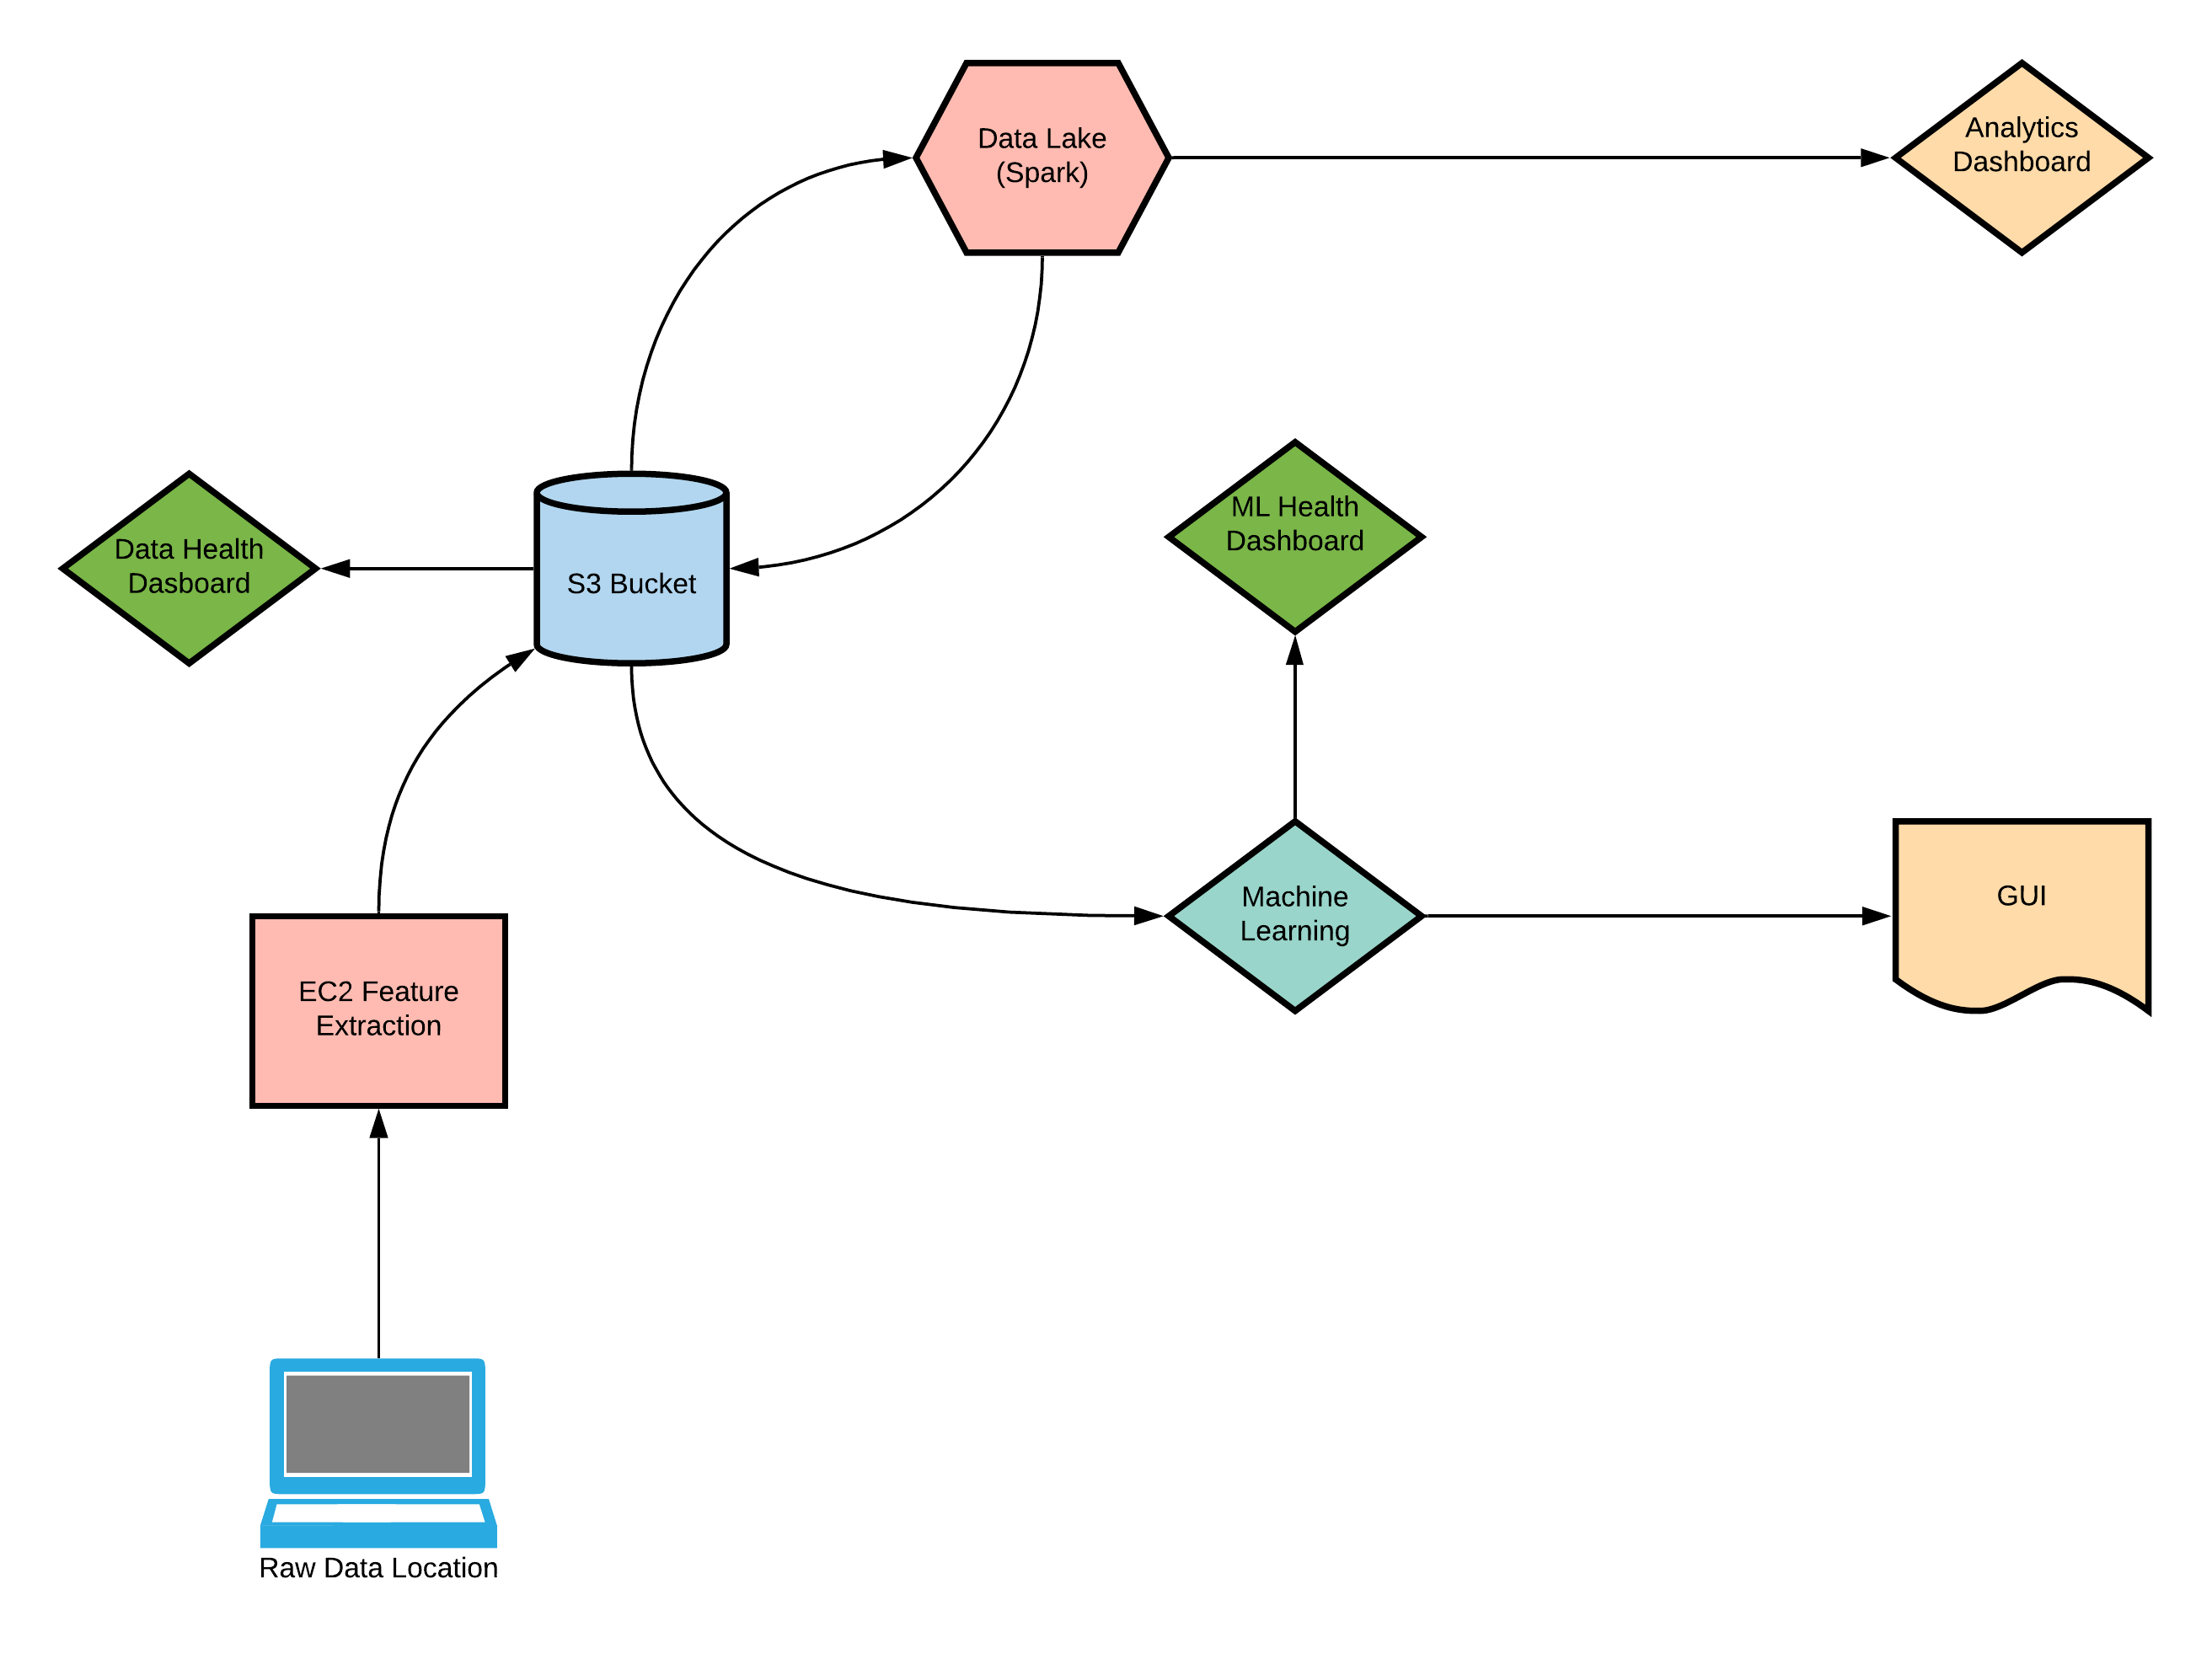 Data Lake
(Spark)
Analytics
Dashboard
ML Health
Dashboard
Data Health
Dasboard
S3 Bucket
Machine
Learning
GUI
EC2 Feature
Extraction
Raw Data Location